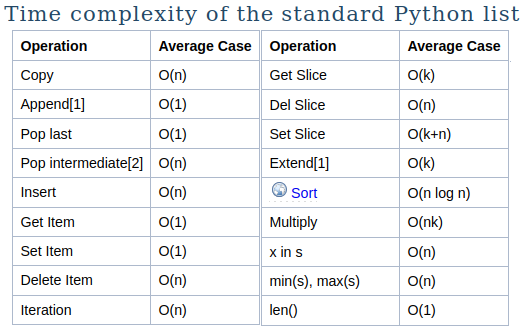 Time complexity of the standard Python list
Operation Average Case Operation Average Case
Copy O(n) Get Slice O(k)
Append[1] O(1) Del Slice O(n)
Pop last O(1) Set Slice O(k+n)
Pop intermediate[2] O(n) Extend[1] O(k)
Insert O(n) Sort O(n log n)
Get Item O(1) Multiply O(nk)
Set Item O(1) x in s O(n)
Delete Item O(n) min(s), max(s) O(n)
Iteration O(n) len() O(1)